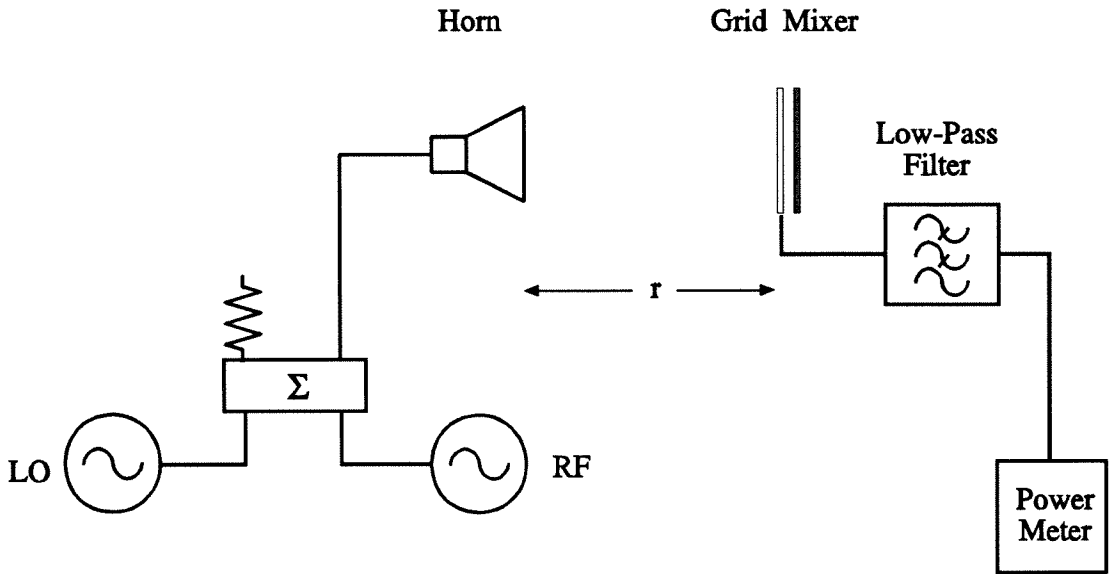 Horn
Grid Mixer
Low-Pass
Filter
r
Σ
LO
RF
Power
Meter